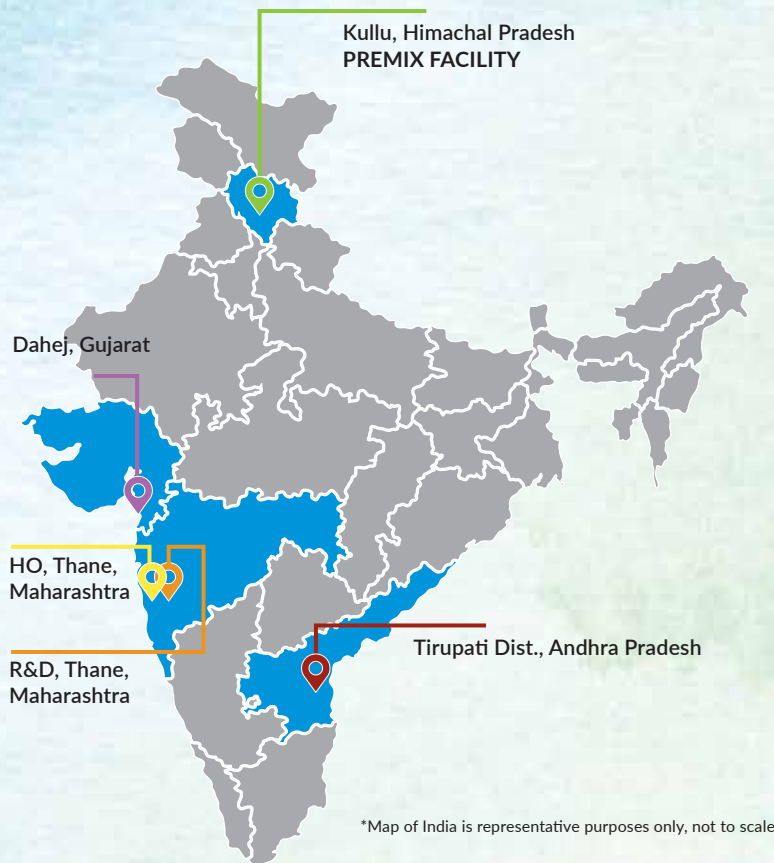 Kullu, Himachal Pradesh
PREMIX FACILITY
Dahej, Gujarat
HO, Thane,
Maharashtra
R&D, Thane,
Maharashtra
Tirupati Dist., Andhra Pradesh
*Map of India is representative purposes only, not to scale